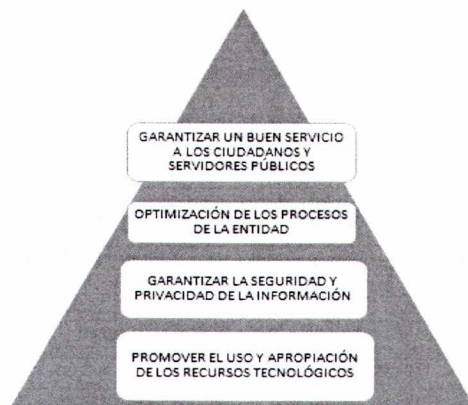 GARANTIZAR UN BUEN SERVICIO
A LOS CIUDADANOS Y
SERVIDORES PÚBLICOS
OPTIMIZACIÓN DE LOS PROCESOS
DE LA ENTIDAD
GARANTIZAR LA SEGURIDAD Y
PRIVACIDAD DE LA INFORMACIÓN
PROMOVER EL USO Y APROPIACIÓN
DE LOS RECURSOS TECNOLÓGICOS